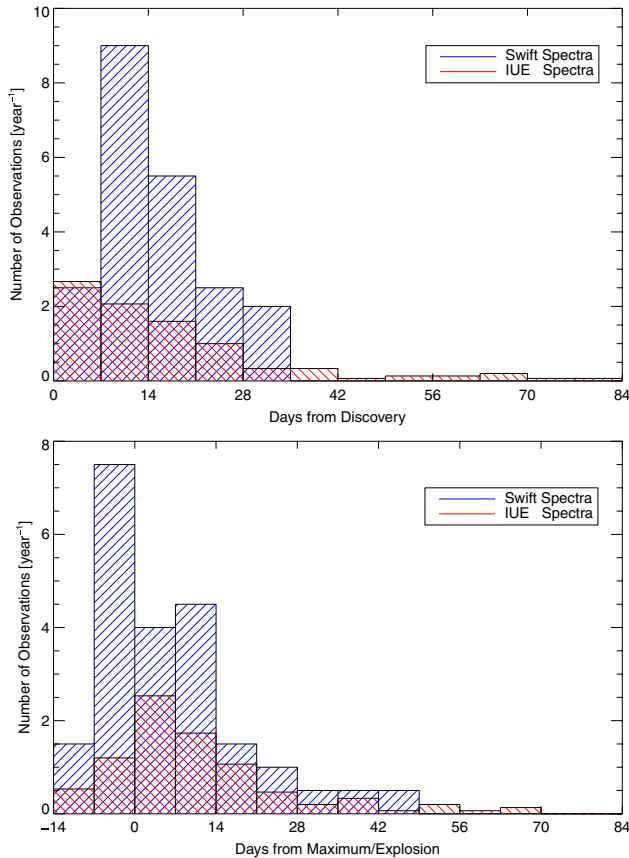 10
8
6
4
2
0
Number of Observations [year⁻¹]
Swift Spectra
IUE Spectra
0 14 28 42 56 70 84
Days from Discovery
8
6
4
2
0
Number of Observations [year⁻¹]
Swift Spectra
IUE Spectra
−14 0 14 28 42 56 70 84
Days from Maximum/Explosion